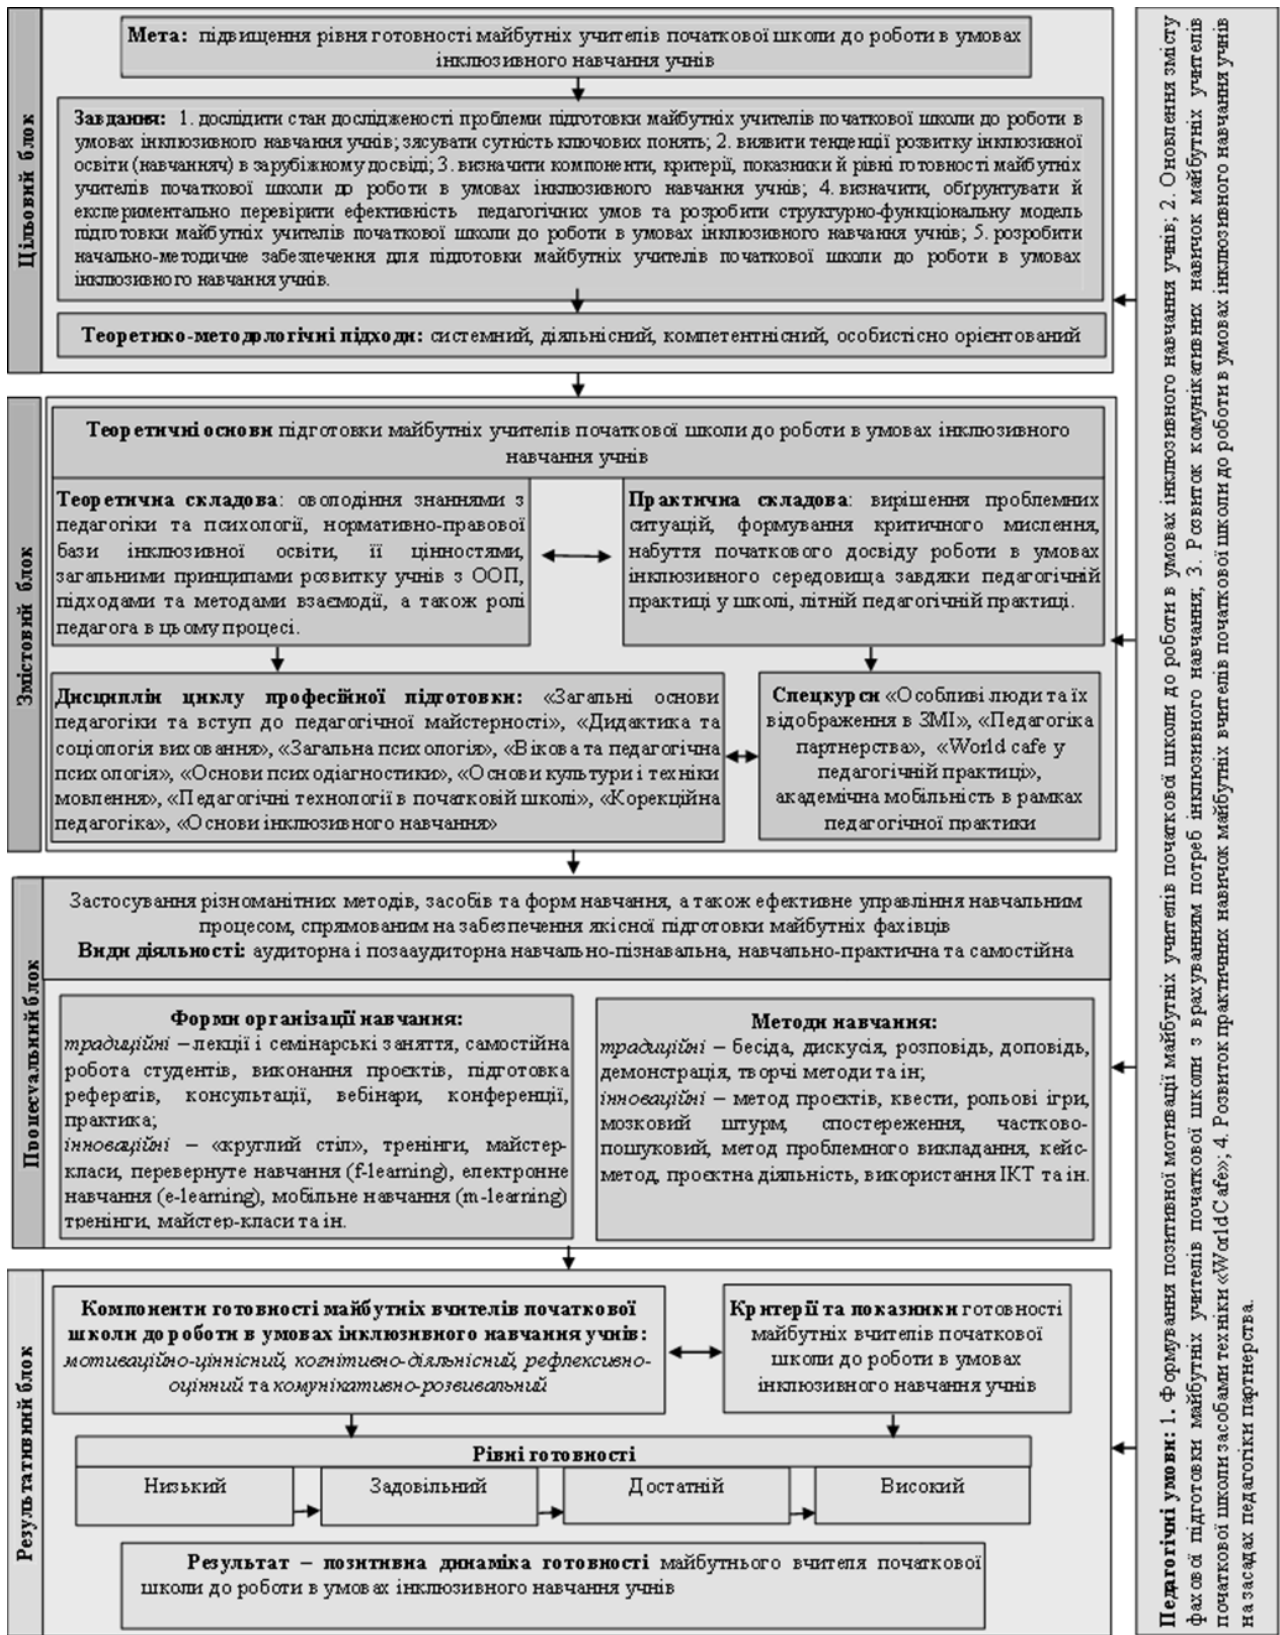 Цільовий блок
Мета: підвищення рівня готовності майбутніх учителів початкової школи до роботи в умовах
інклюзивного навчання учнів
Завдання: 1. дослідити стан дослідженості проблеми підготовки майбутніх учителів початкової школи до роботи в
умовах інклюзивного навчання учнів; зясувати сутність ключових понять; 2. виявити тенденції розвитку інклюзивної
освіти (навчанняч) в зарубіжному досвіді; 3. визначити компоненти, критерії, показники й рівні готовності майбутніх
учителів початкової школи до роботи в умовах інклюзивного навчання учнів; 4. визначити, обґрунтувати й
експериментально перевірити ефективність педагогічних умов та розробити структурно-функціональну модель
підготовки майбутніх учителів початкової школи до роботи в умовах інклюзивного навчання учнів; 5. розробити
начально-методичне забезпечення для підготовки майбутніх учителів початкової школи до роботи в умовах
інклюзивного навчання учнів.
Теоретико-методологічні підходи: системний, діяльнісний, компетентнісний, особистісно орієнтований
Змістовий блок
Теоретичні основи підготовки майбутніх учителів початкової школи до роботи в умовах інклюзивного
навчання учнів
Теоретична складова: оволодіння знаннями з
педагогіки та психології, нормативно-правової
бази інклюзивної освіти, її цінностями,
загальними принципами розвитку учнів з ООП,
підходами та методами взаємодії, а також ролі
педагога в цьому процесі.
Практична складова: вирішення проблемних
ситуацій, формування критичного мислення,
набуття початкового досвіду роботи в умовах
інклюзивного середовища завдяки педагогічній
практиці у школі, літній педагогічній практиці.
Дисциплін циклу професійної підготовки: «Загальні основи
педагогіки та вступ до педагогічної майстерності», «Дидактика та
соціологія виховання», «Загальна психологія», «Вікова та педагогічна
психологія», «Основи психодіагностики», «Основи культури і техніки
мовлення», «Педагогічні технології в початковій школі», «Корекційна
педагогіка», «Основи інклюзивного навчання»
Спецкурси «Особливі люди та їх
відображення в ЗМІ», «Педагогіка
партнерства», «World cafe у
педагогічній практиці»,
академічна мобільність в рамках
педагогічної практики
Процесуальний блок
Застосування різноманітних методів, засобів та форм навчання, а також ефективне управління навчальним
процесом, спрямованим на забезпечення якісної підготовки майбутніх фахівців
Види діяльності: аудиторна і позааудиторна навчально-пізнавальна, навчально-практична та самостійна
Форми організації навчання:
традиційні – лекції і семінарські заняття, самостійна
робота студентів, виконання проєктів, підготовка
рефератів, консультації, вебінари, конференції,
практика;
інноваційні – «круглий стіл», тренінги, майстер-
класи, перевернуте навчання (f-learning), електронне
навчання (e-learning), мобільне навчання (m-learning)
тренінги, майстер-класи та ін.
Методи навчання:
традиційні – бесіда, дискусія, розповідь, доповідь,
демонстрація, творчі методи та ін;
інноваційні – метод проєктів, квести, рольові ігри,
мозковий штурм, спостереження, частково-
пошуковий, метод проблемного викладання, кейс-
метод, проєктна діяльність, використання ІКТ та ін.
Результативний блок
Компоненти готовності майбутніх вчителів початкової
школи до роботи в умовах інклюзивного навчання учнів:
мотиваційно-ціннісний, когнітивно-діяльнісний, рефлексивно-
оцінний та комунікативно-розвивальний
Критерії та показники готовності
майбутніх вчителів початкової
школи до роботи в умовах
інклюзивного навчання учнів
Рівні готовності
Низький
Задовільний
Достатній
Високий
Результат – позитивна динаміка готовності майбутнього вчителя початкової
школи до роботи в умовах інклюзивного навчання учнів
Педагогічні умови: 1. Формування позитивної мотивації майбутніх учителів початкової школи до роботи в умовах інклюзивного навчання учнів; 2. Оновлення змісту
фахової підготовки майбутніх учителів початкової школи з врахуванням потреб інклюзивного навчання; 3. Розвиток комунікативних навичок майбутніх учителів
початкової школи засобами техніки «WorldCafe»; 4. Розвиток практичних навичок майбутніх вчителів початкової школи до роботи в умовах інклюзивного навчання учнів
на засадах педагогіки партнерства.